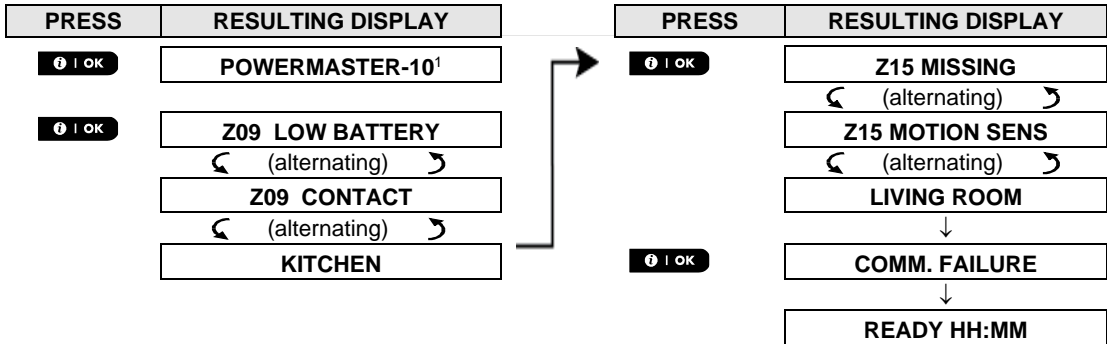 PRESS RESULTING DISPLAY
i | OK POWERMASTER-10¹
i | OK Z09 LOW BATTERY
(alternating)
Z09 CONTACT
(alternating)
KITCHEN
PRESS RESULTING DISPLAY
i | OK Z15 MISSING
(alternating)
Z15 MOTION SENS
(alternating)
LIVING ROOM
↓
i | OK COMM. FAILURE
↓
READY HH:MM